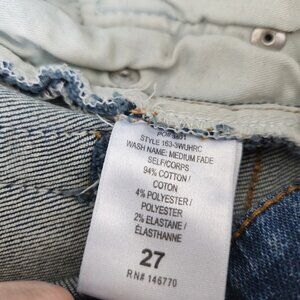 STYLE 163-3WUHRC
WASH NAME: MEDIUM FADE
SELF/CORPS
94% COTTON /
COTON
4% POLYESTER /
POLYESTER
2% ELASTANE /
ÉLASTHANNE
27
RN# 146770